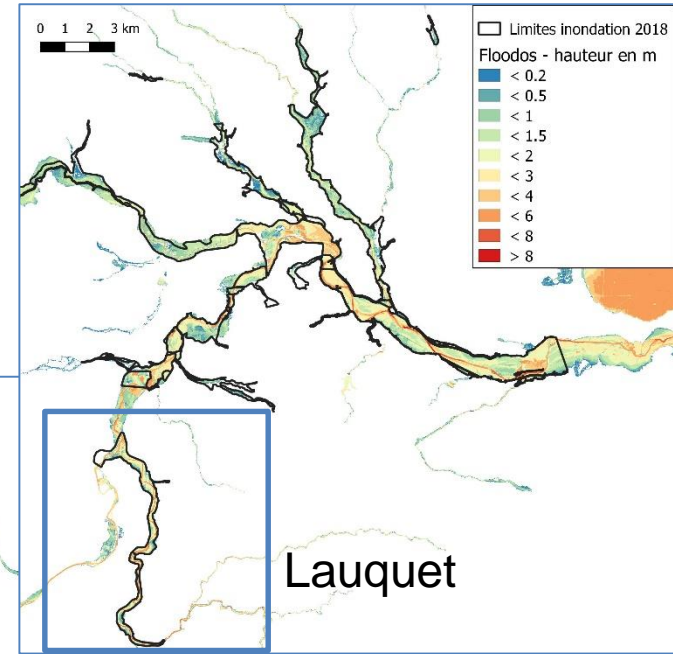 0 1 2 3 km
Limites inondation 2018
Floodos - hauteur en m
< 0.2
< 0.5
< 1
< 1.5
< 2
< 3
< 4
< 6
< 8
> 8
Lauquet